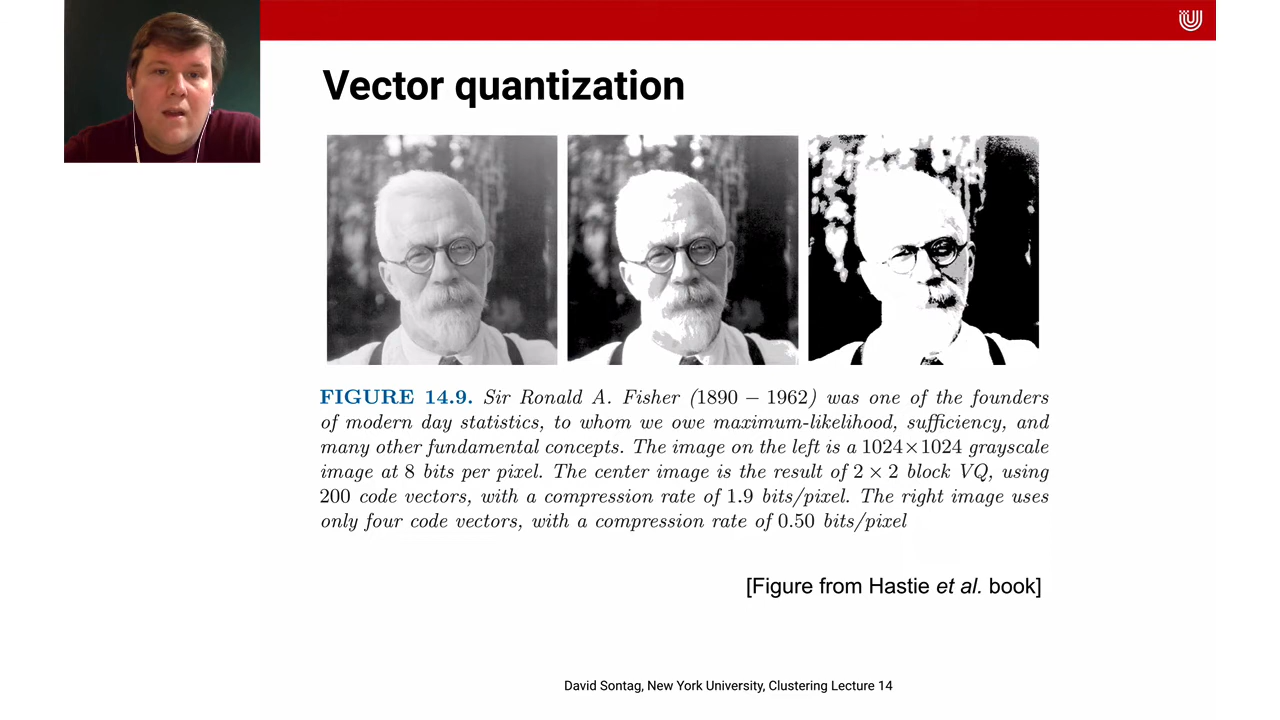 Vector quantization
FIGURE 14.9. Sir Ronald A. Fisher (1890 − 1962) was one of the founders
of modern day statistics, to whom we owe maximum-likelihood, sufficiency, and
many other fundamental concepts. The image on the left is a 1024×1024 grayscale
image at 8 bits per pixel. The center image is the result of 2 × 2 block VQ, using
200 code vectors, with a compression rate of 1.9 bits/pixel. The right image uses
only four code vectors, with a compression rate of 0.50 bits/pixel
[Figure from Hastie et al. book]
David Sontag, New York University, Clustering Lecture 14